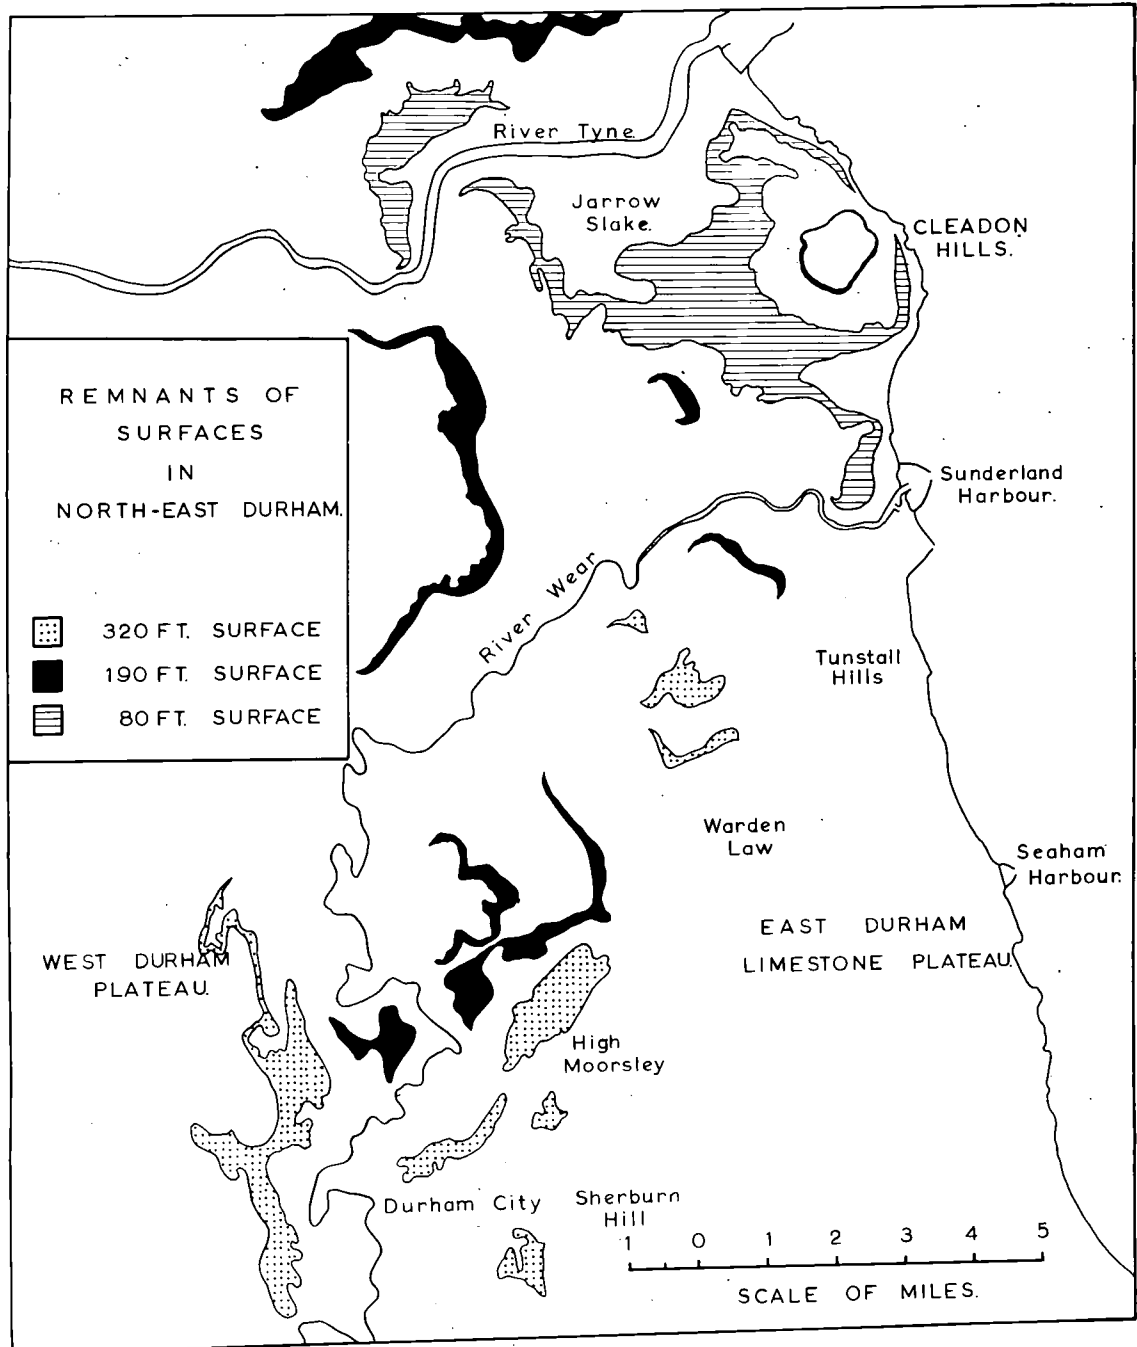 River Tyne.
Jarrow
Slake.
CLEADON
HILLS.
REMNANTS OF
SURFACES
IN
NORTH-EAST DURHAM.
320 FT. SURFACE
190 FT. SURFACE
80 FT. SURFACE
Sunderland
Harbour.
River Wear
Tunstall
Hills
Warden
Law
Seaham
Harbour.
EAST DURHAM
LIMESTONE PLATEAU.
WEST DURHAM
PLATEAU.
High
Moorsley
Durham City
Sherburn
Hill
1 0 1 2 3 4 5
SCALE OF MILES.